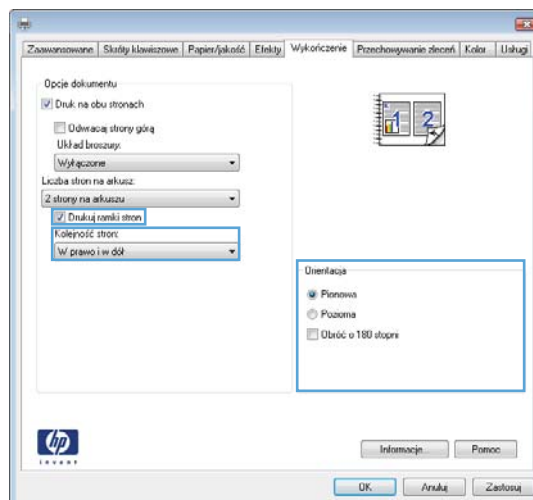 Zaawansowane Skróty klawiszowe Papier/jakość Efekty Wykończenie Przechowywanie zleceń Kolor Usługi
Opcje dokumentu
Druk na obu stronach
Odwracaj strony górą
Układ broszury:
Wyłączone
Liczba stron na arkusz:
2 strony na arkuszu
Drukuj ramki stron
Kolejność stron:
W prawo i w dół
1 2
Orientacja
Pionowa
Pozioma
Obróć o 180 stopni
hp
invent
Informacje... Pomoc
OK Anuluj Zastosuj